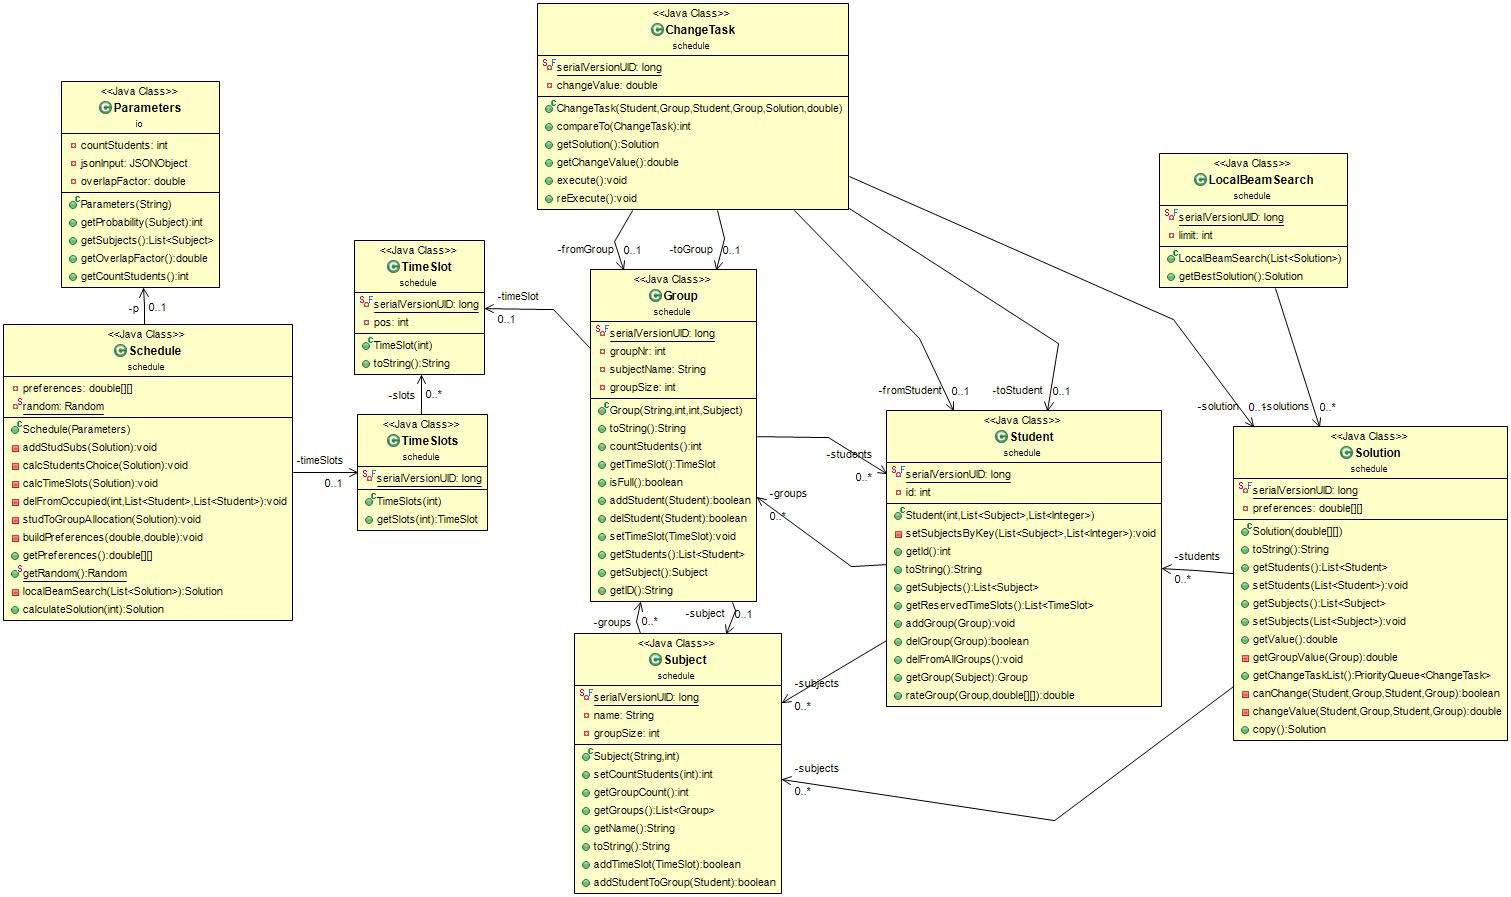 <<Java Class>>
ChangeTask
schedule
serialVersionUID: long
changeValue: double
ChangeTask(Student,Group,Student,Group,Solution,double)
compareTo(ChangeTask):int
getSolution():Solution
getChangeValue():double
execute():void
reExecute():void
<<Java Class>>
Parameters
io
countStudents: int
jsonInput: JSONObject
overlapFactor: double
Parameters(String)
getProbability(Subject):int
getSubjects():List<Subject>
getOverlapFactor():double
getCountStudents():int
-p 0..1
<<Java Class>>
LocalBeamSearch
schedule
serialVersionUID: long
limit: int
LocalBeamSearch(List<Solution>)
getBestSolution():Solution
<<Java Class>>
TimeSlot
schedule
serialVersionUID: long
pos: int
TimeSlot(int)
toString():String
-slots 0..*
-timeSlot
0..1
-fromGroup 0..1
-toGroup 0..1
<<Java Class>>
Group
schedule
serialVersionUID: long
groupNr: int
subjectName: String
groupSize: int
Group(String,int,int,Subject)
toString():String
countStudents():int
getTimeSlot():TimeSlot
isFull():boolean
addStudent(Student):boolean
delStudent(Student):boolean
setTimeSlot(TimeSlot):void
getStudents():List<Student>
getSubject():Subject
getID():String
<<Java Class>>
Schedule
schedule
preferences: double[][]
random: Random
Schedule(Parameters)
addStudSubs(Solution):void
calcStudentsChoice(Solution):void
calcTimeSlots(Solution):void
delFromOccupied(int,List<Student>,List<Student>):void
studToGroupAllocation(Solution):void
buildPreferences(double,double):void
getPreferences():double[][]
getRandom():Random
localBeamSearch(List<Solution>):Solution
calculateSolution(int):Solution
-timeSlots
0..1
<<Java Class>>
TimeSlots
schedule
serialVersionUID: long
TimeSlots(int)
getSlots(int):TimeSlot
-fromStudent 0..1
-toStudent 0..1
-solution 0..1
-solutions 0..*
-students
0..*
-groups
0..*
<<Java Class>>
Student
schedule
serialVersionUID: long
id: int
Student(int,List<Subject>,List<Integer>)
setSubjectsByKey(List<Subject>,List<Integer>):void
getId():int
toString():String
getSubjects():List<Subject>
getReservedTimeSlots():List<TimeSlot>
addGroup(Group):void
delGroup(Group):boolean
delFromAllGroups():void
getGroup(Subject):Group
rateGroup(Group,double[][]):double
-students
0..*
<<Java Class>>
Solution
schedule
serialVersionUID: long
preferences: double[][]
Solution(double[][])
toString():String
getStudents():List<Student>
setStudents(List<Student>):void
getSubjects():List<Subject>
setSubjects(List<Subject>):void
getValue():double
getGroupValue(Group):double
getChangeTaskList():PriorityQueue<ChangeTask>
canChange(Student,Group,Student,Group):boolean
changeValue(Student,Group,Student,Group):double
copy():Solution
-groups 0..*
-subject 0..1
<<Java Class>>
Subject
schedule
serialVersionUID: long
name: String
groupSize: int
Subject(String,int)
setCountStudents(int):int
getGroupCount():int
getGroups():List<Group>
getName():String
toString():String
addTimeSlot(TimeSlot):boolean
addStudentToGroup(Student):boolean
-subjects
0..*
-subjects
0..*